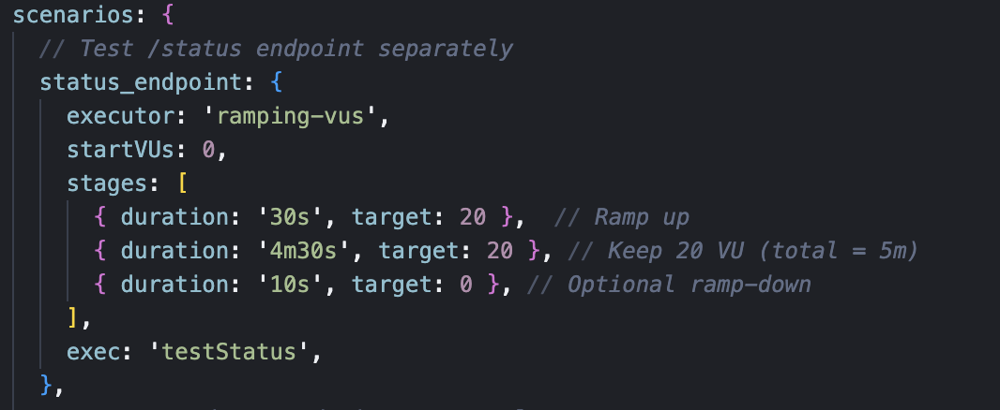 scenarios: {
// Test /status endpoint separately
status_endpoint: {
executor: 'ramping-vus',
startVUs: 0,
stages: [
{ duration: '30s', target: 20 },  // Ramp up
{ duration: '4m30s', target: 20 }, // Keep 20 VU (total = 5m)
{ duration: '10s', target: 0 }, // Optional ramp-down
],
exec: 'testStatus',
},